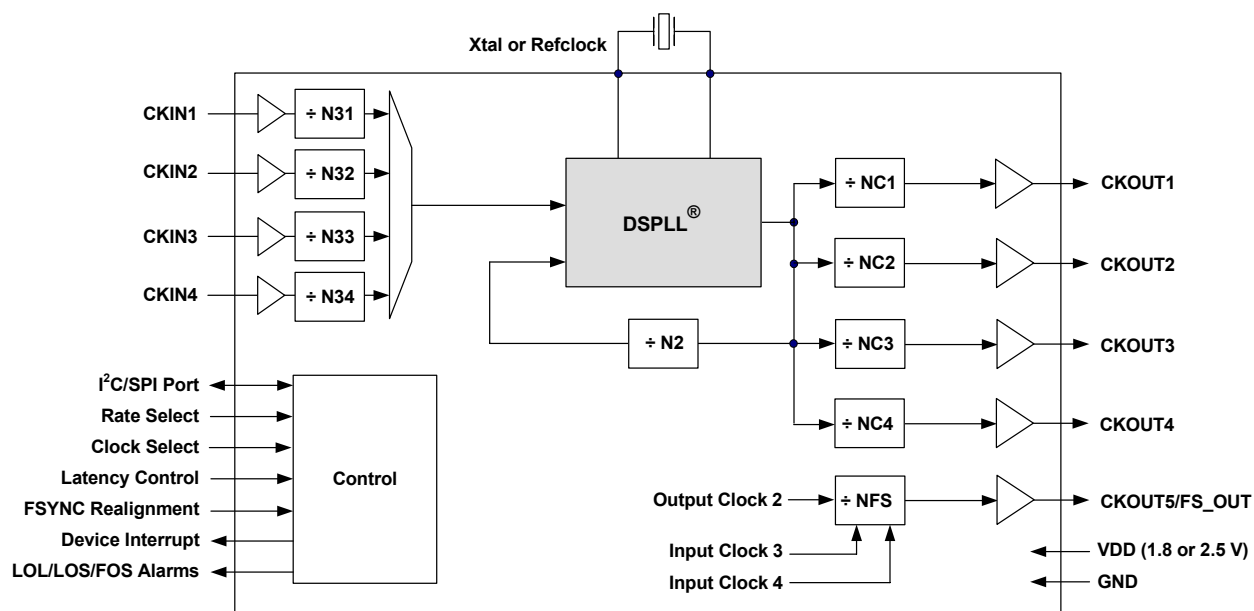 Xtal or Refclock
CKIN1
÷ N31
CKIN2
÷ N32
CKIN3
÷ N33
CKIN4
÷ N34
DSPLL®
÷ N2
÷ NC1
CKOUT1
÷ NC2
CKOUT2
÷ NC3
CKOUT3
÷ NC4
CKOUT4
Output Clock 2
÷ NFS
CKOUT5/FS_OUT
Input Clock 3
Input Clock 4
VDD (1.8 or 2.5 V)
GND
I²C/SPI Port
Rate Select
Clock Select
Latency Control
FSYNC Realignment
Device Interrupt
LOL/LOS/FOS Alarms
Control